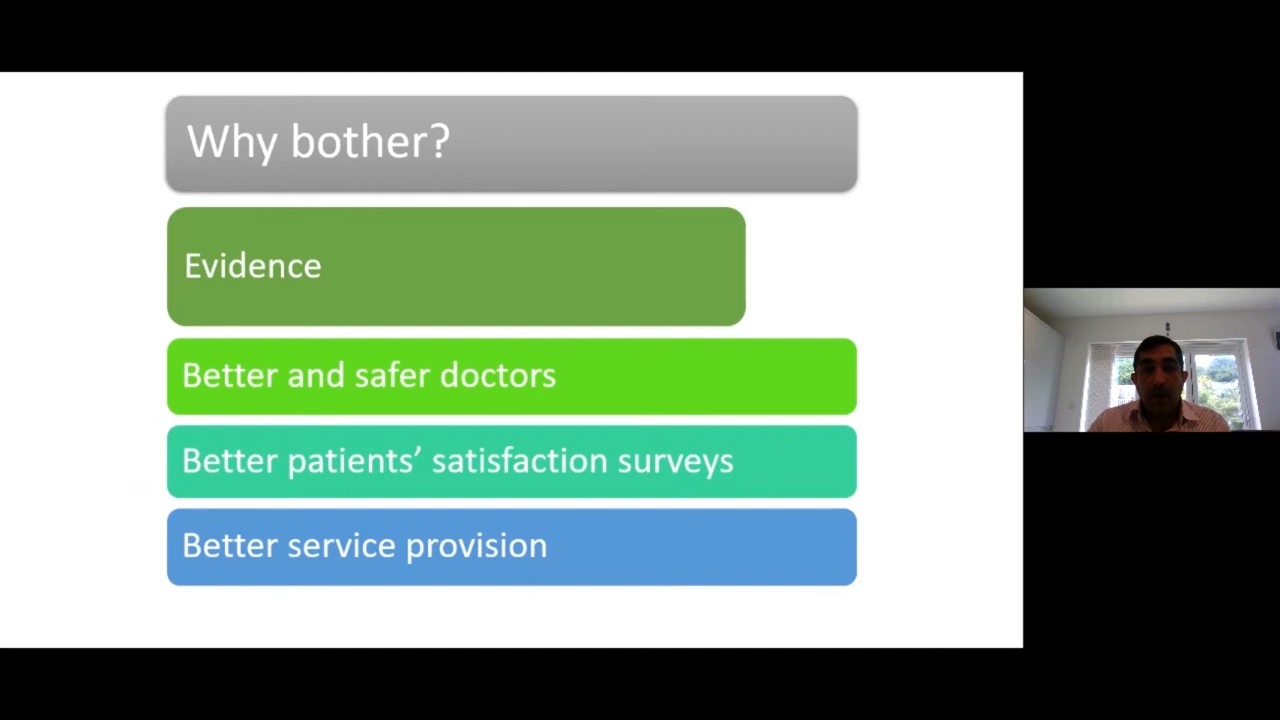 Why bother?
Evidence
Better and safer doctors
Better patients’ satisfaction surveys
Better service provision